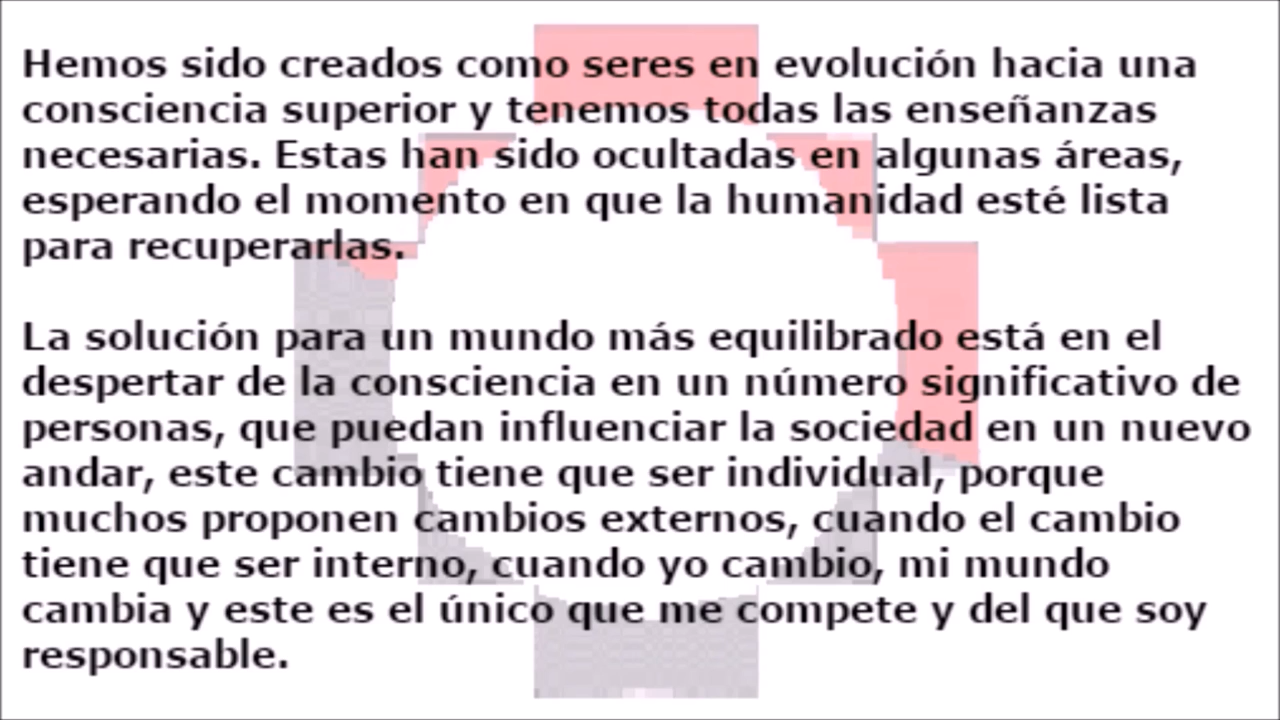 Hemos sido creados como seres en evolución hacia una
consciencia superior y tenemos todas las enseñanzas
necesarias. Estas han sido ocultadas en algunas áreas,
esperando el momento en que la humanidad esté lista
para recuperarlas.
La solución para un mundo más equilibrado está en el
despertar de la consciencia en un número significativo de
personas, que puedan influenciar la sociedad en un nuevo
andar, este cambio tiene que ser individual, porque
muchos proponen cambios externos, cuando el cambio
tiene que ser interno, cuando yo cambio, mi mundo
cambia y este es el único que me compete y del que soy
responsable.